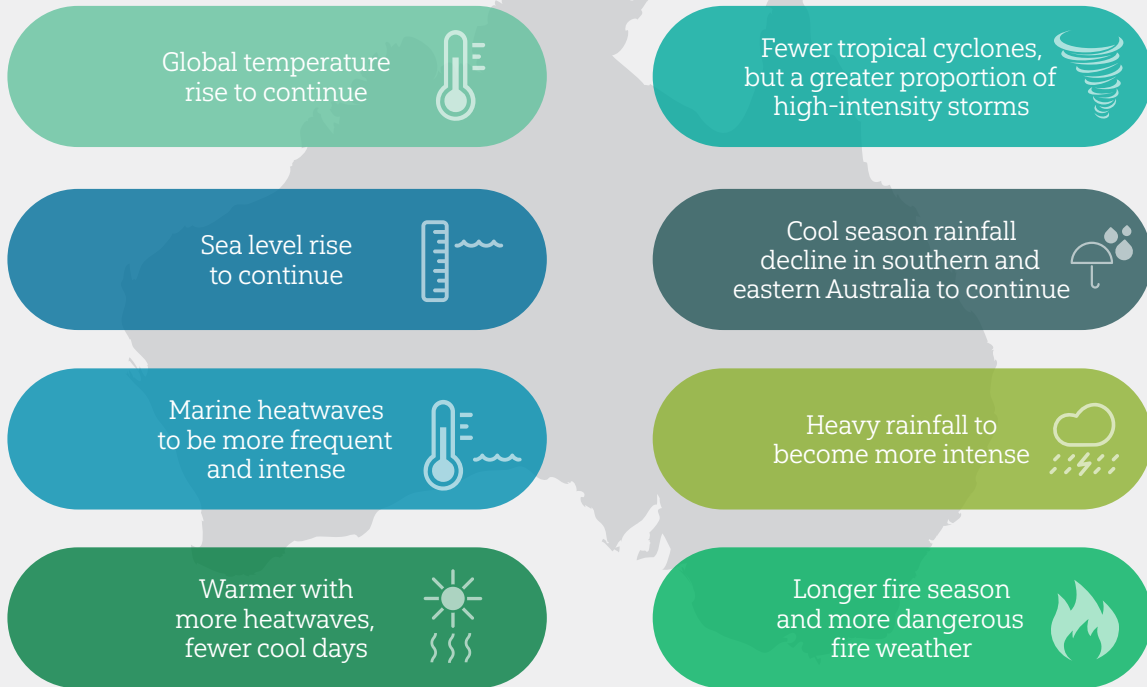 Global temperature
rise to continue
Fewer tropical cyclones,
but a greater proportion of
high-intensity storms
Sea level rise
to continue
Cool season rainfall
decline in southern and
eastern Australia to continue
Marine heatwaves
to be more frequent
and intense
Heavy rainfall to
become more intense
Warmer with
more heatwaves,
fewer cool days
Longer fire season
and more dangerous
fire weather